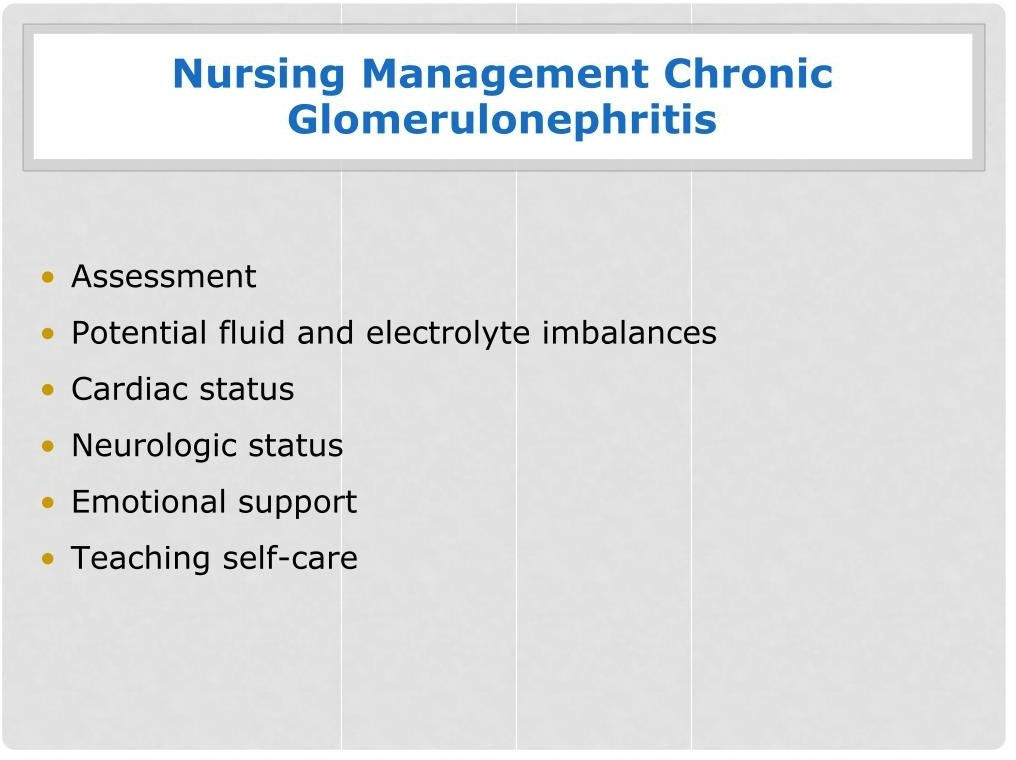 Nursing Management Chronic
Glomerulonephritis
• Assessment
• Potential fluid and electrolyte imbalances
• Cardiac status
• Neurologic status
• Emotional support
• Teaching self-care